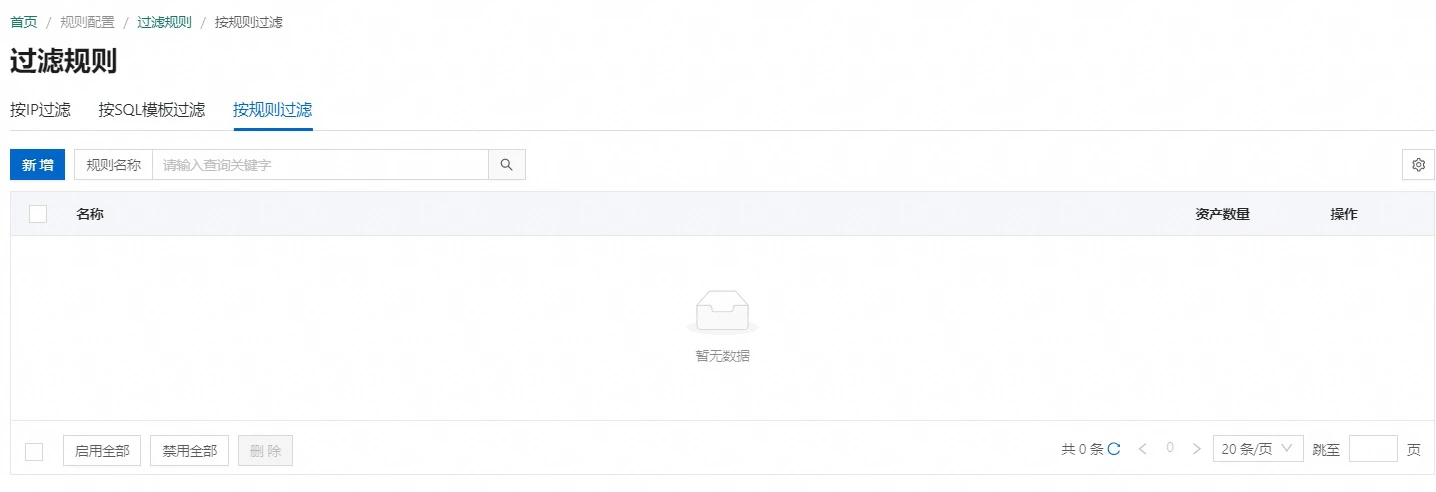 首页 / 规则配置 / 过滤规则 / 按规则过滤
过滤规则
按IP过滤 按SQL模板过滤 按规则过滤
新增 规则名称 请输入查询关键字
名称 资产数量 操作
暂无数据
启用全部 禁用全部 删除 共 0 条 < 0 > 20 条/页 跳至 页